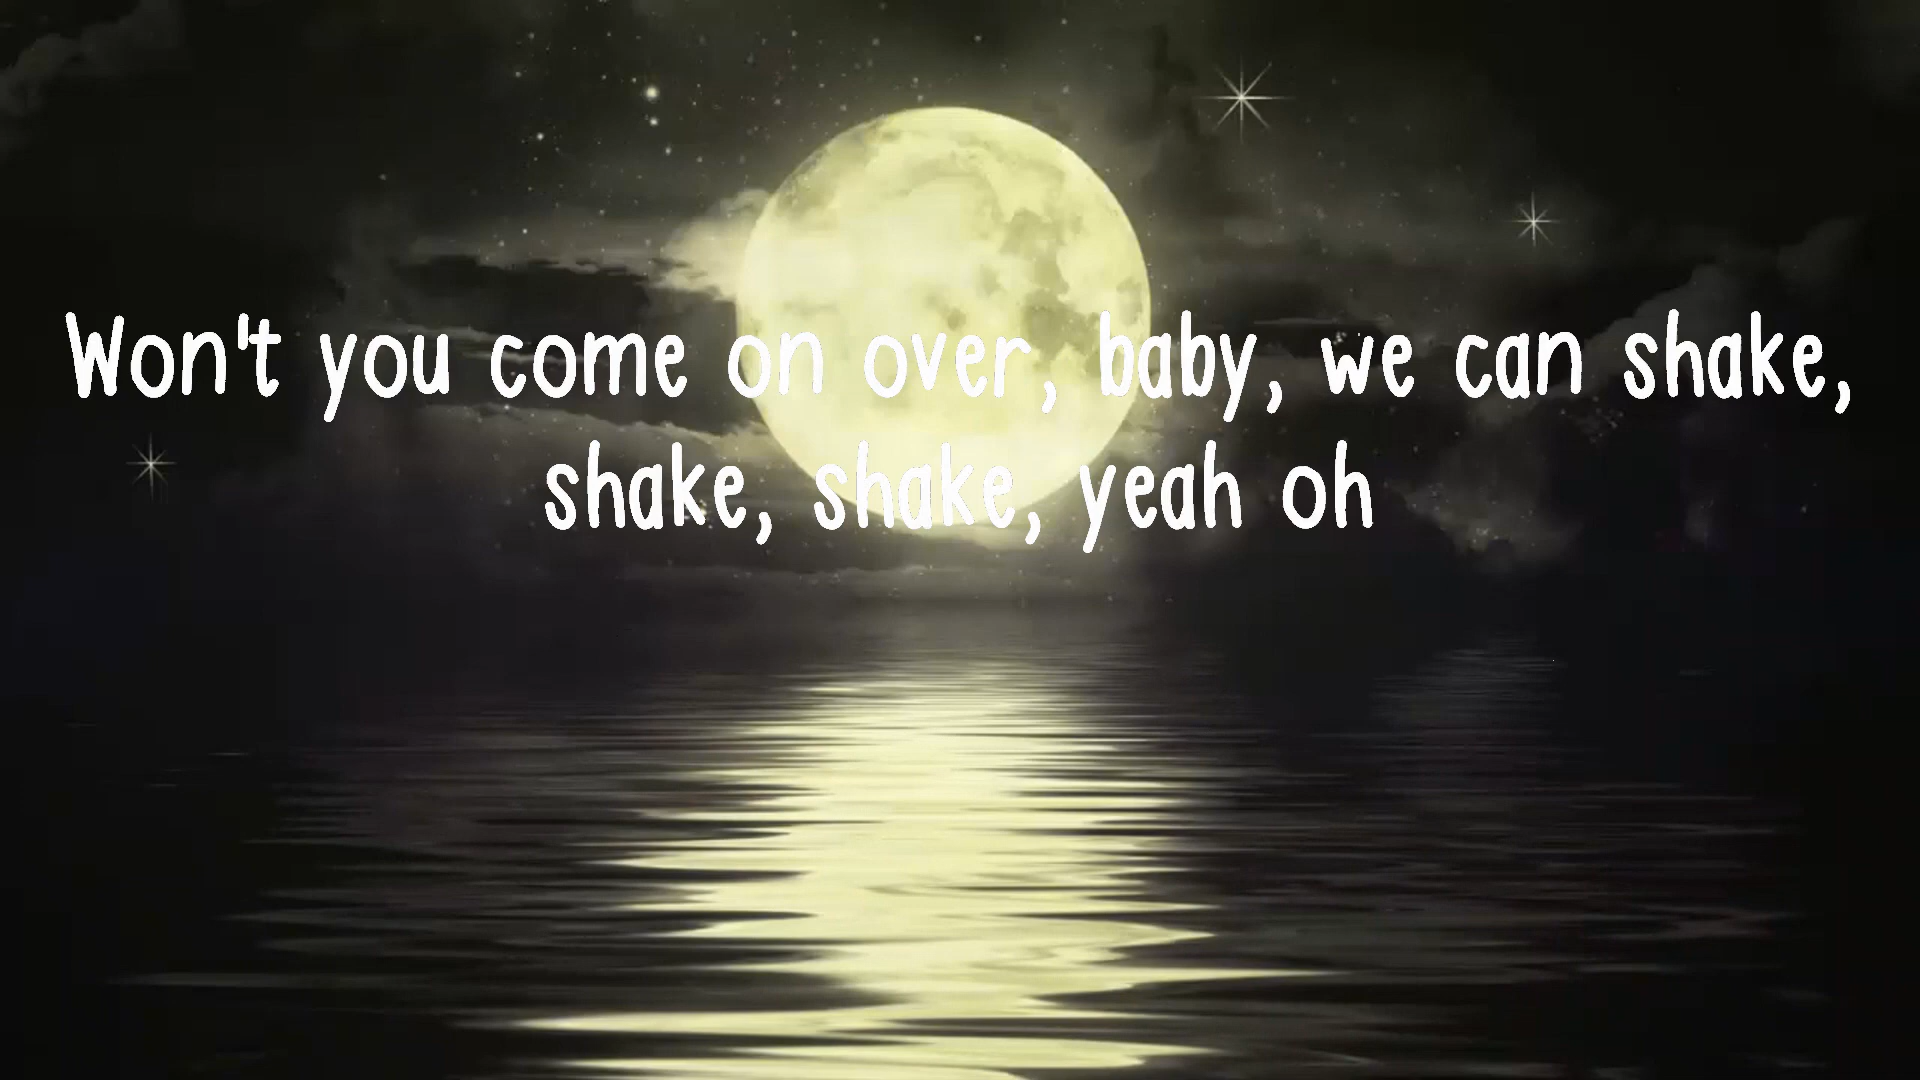 Won't you come on over, baby, we can shake,
shake, shake, yeah oh